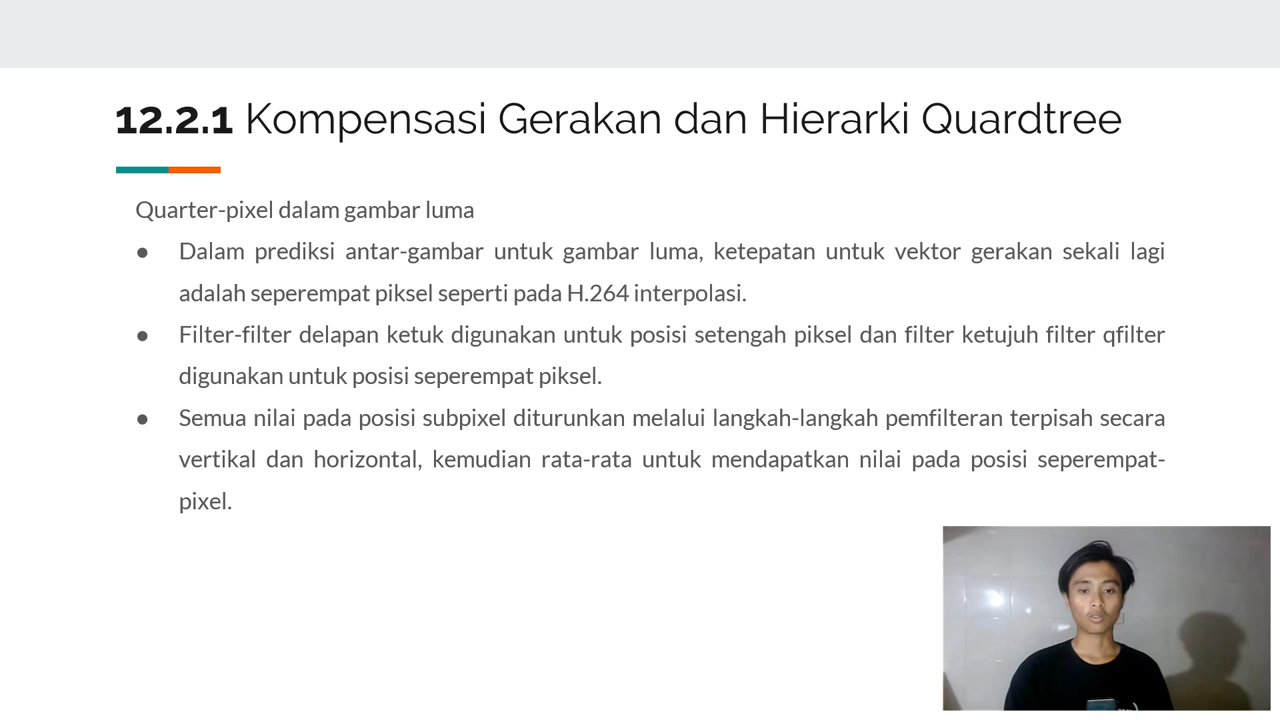 12.2.1 Kompensasi Gerakan dan Hierarki Quardtree
Quarter-pixel dalam gambar luma
● Dalam prediksi antar-gambar untuk gambar luma, ketepatan untuk vektor gerakan sekali lagi
adalah seperempat piksel seperti pada H.264 interpolasi.
● Filter-filter delapan ketuk digunakan untuk posisi setengah piksel dan filter ketujuh filter qfilter
digunakan untuk posisi seperempat piksel.
● Semua nilai pada posisi subpixel diturunkan melalui langkah-langkah pemfilteran terpisah secara
vertikal dan horizontal, kemudian rata-rata untuk mendapatkan nilai pada posisi seperempat-
pixel.